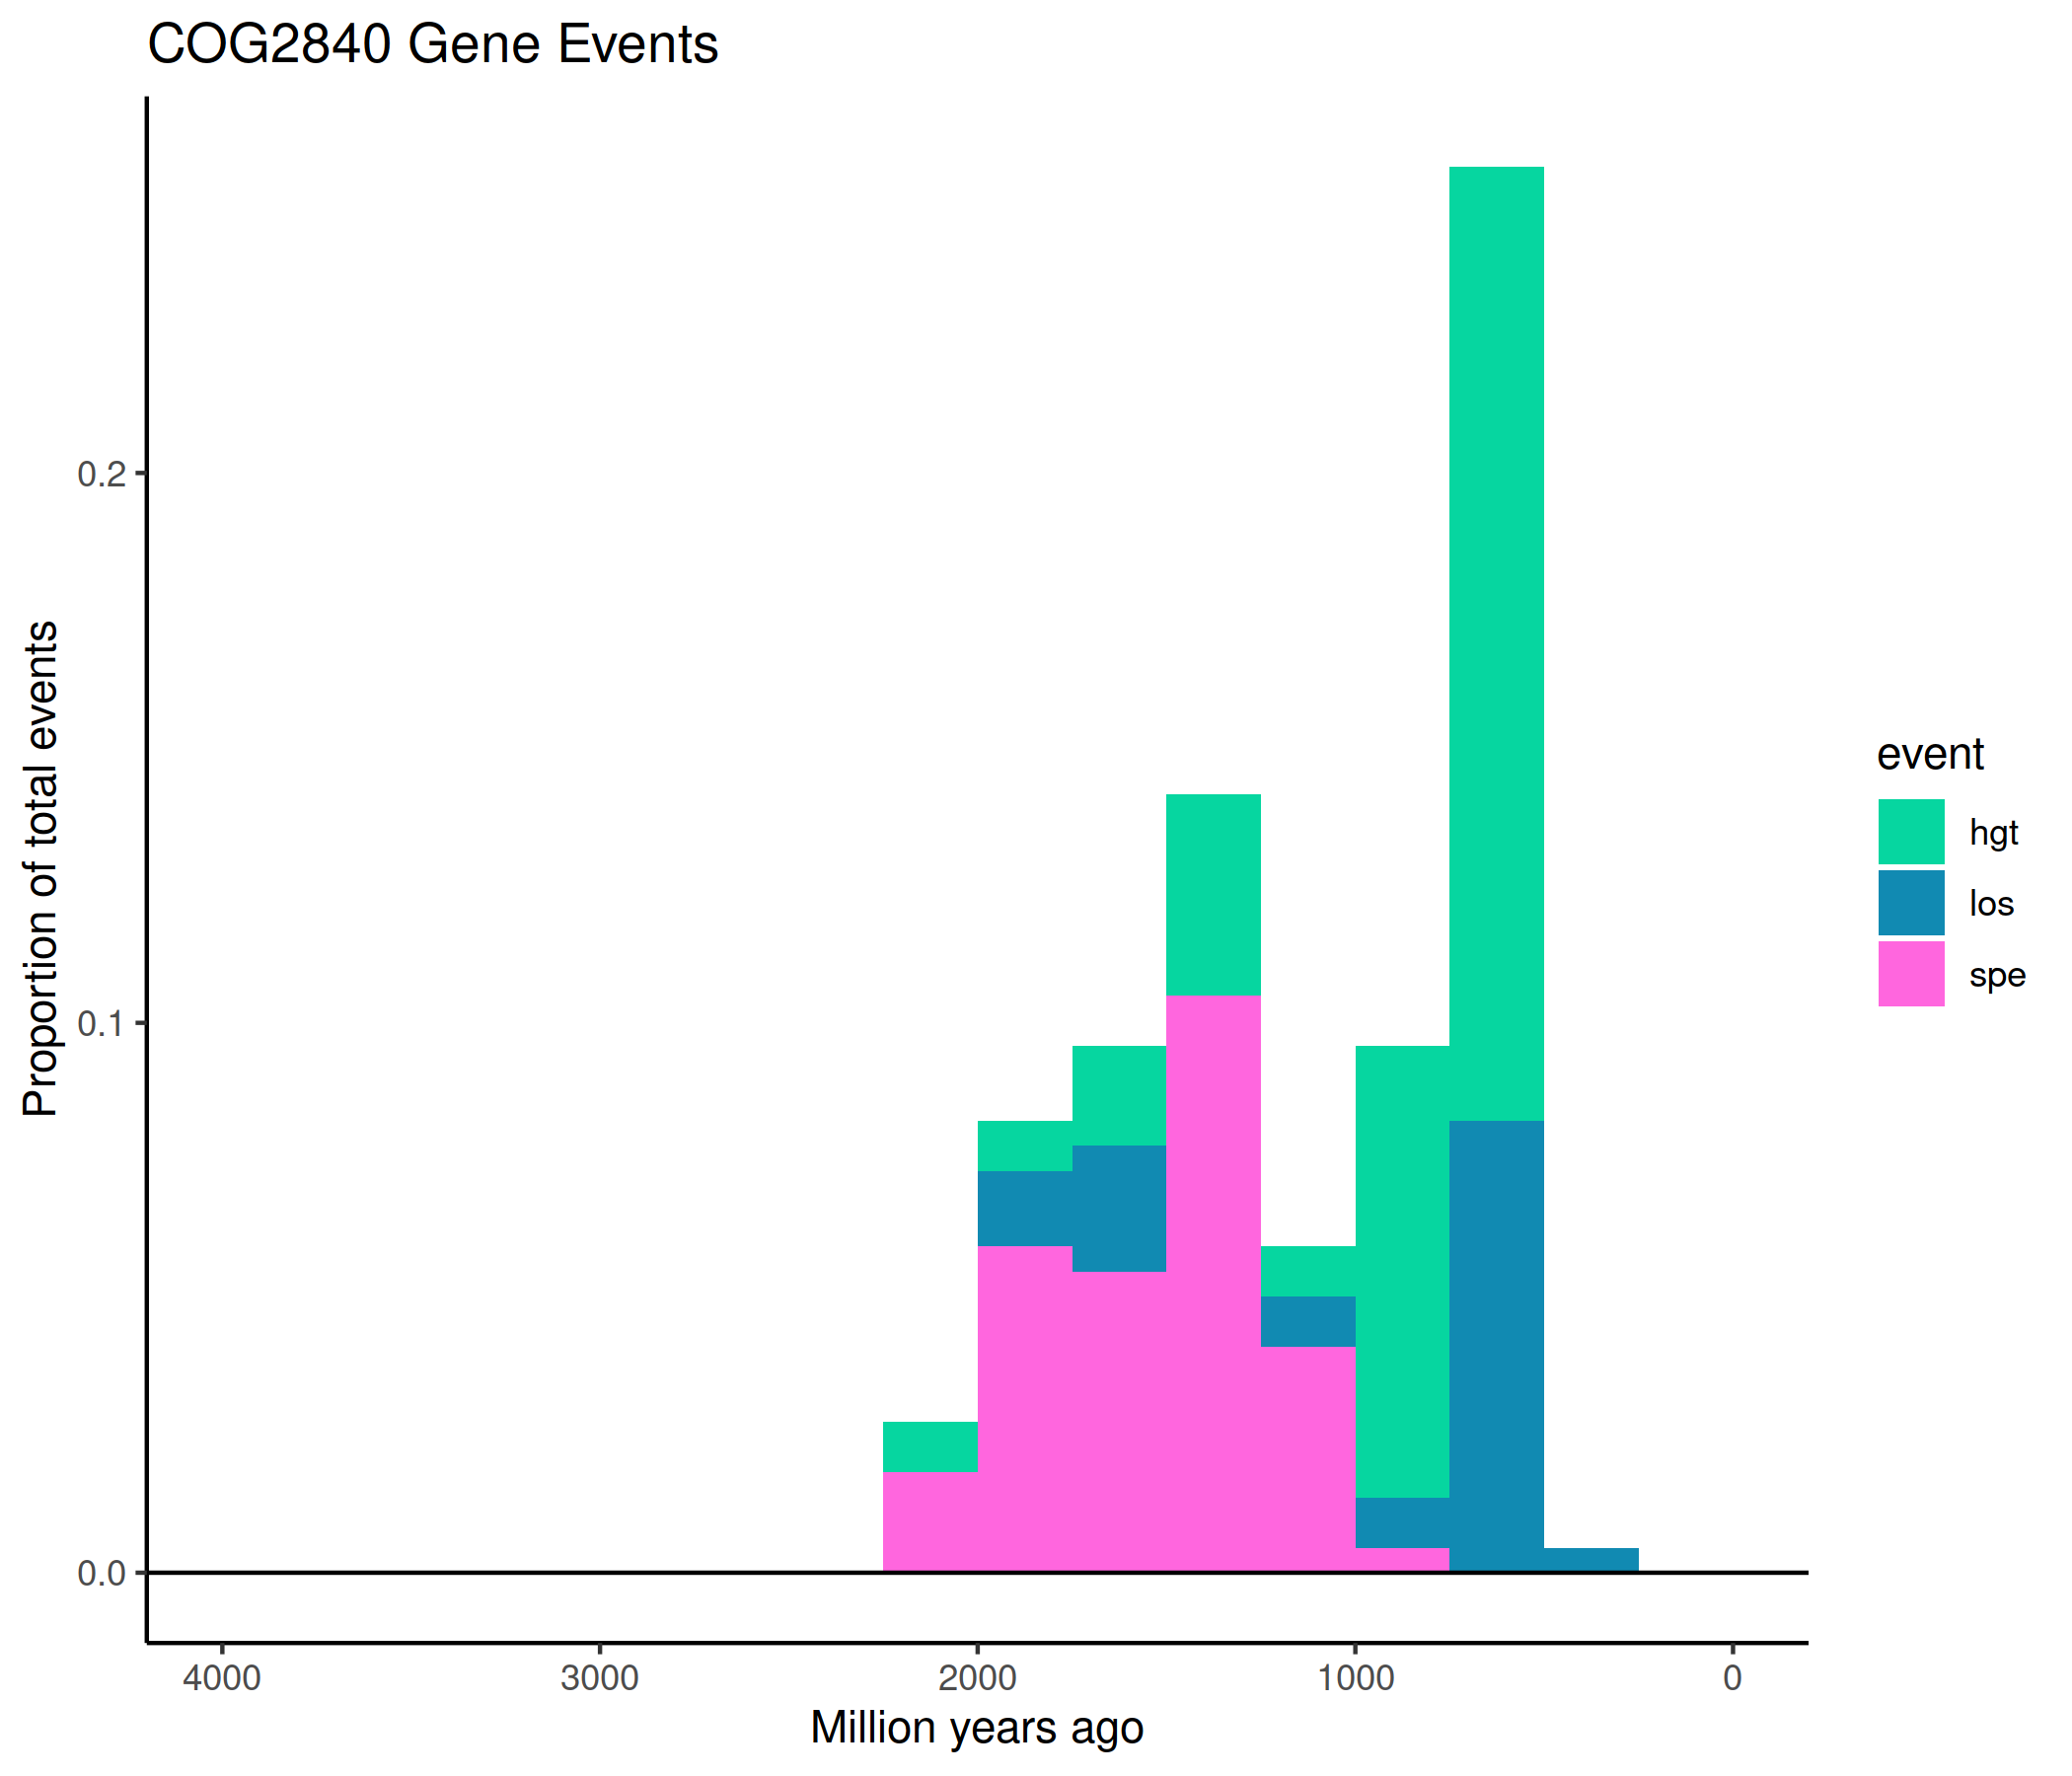 COG2840 Gene Events
Proportion of total events
0.2
0.1
0.0
4000 3000 2000 1000 0
Million years ago
event
hgt
los
spe